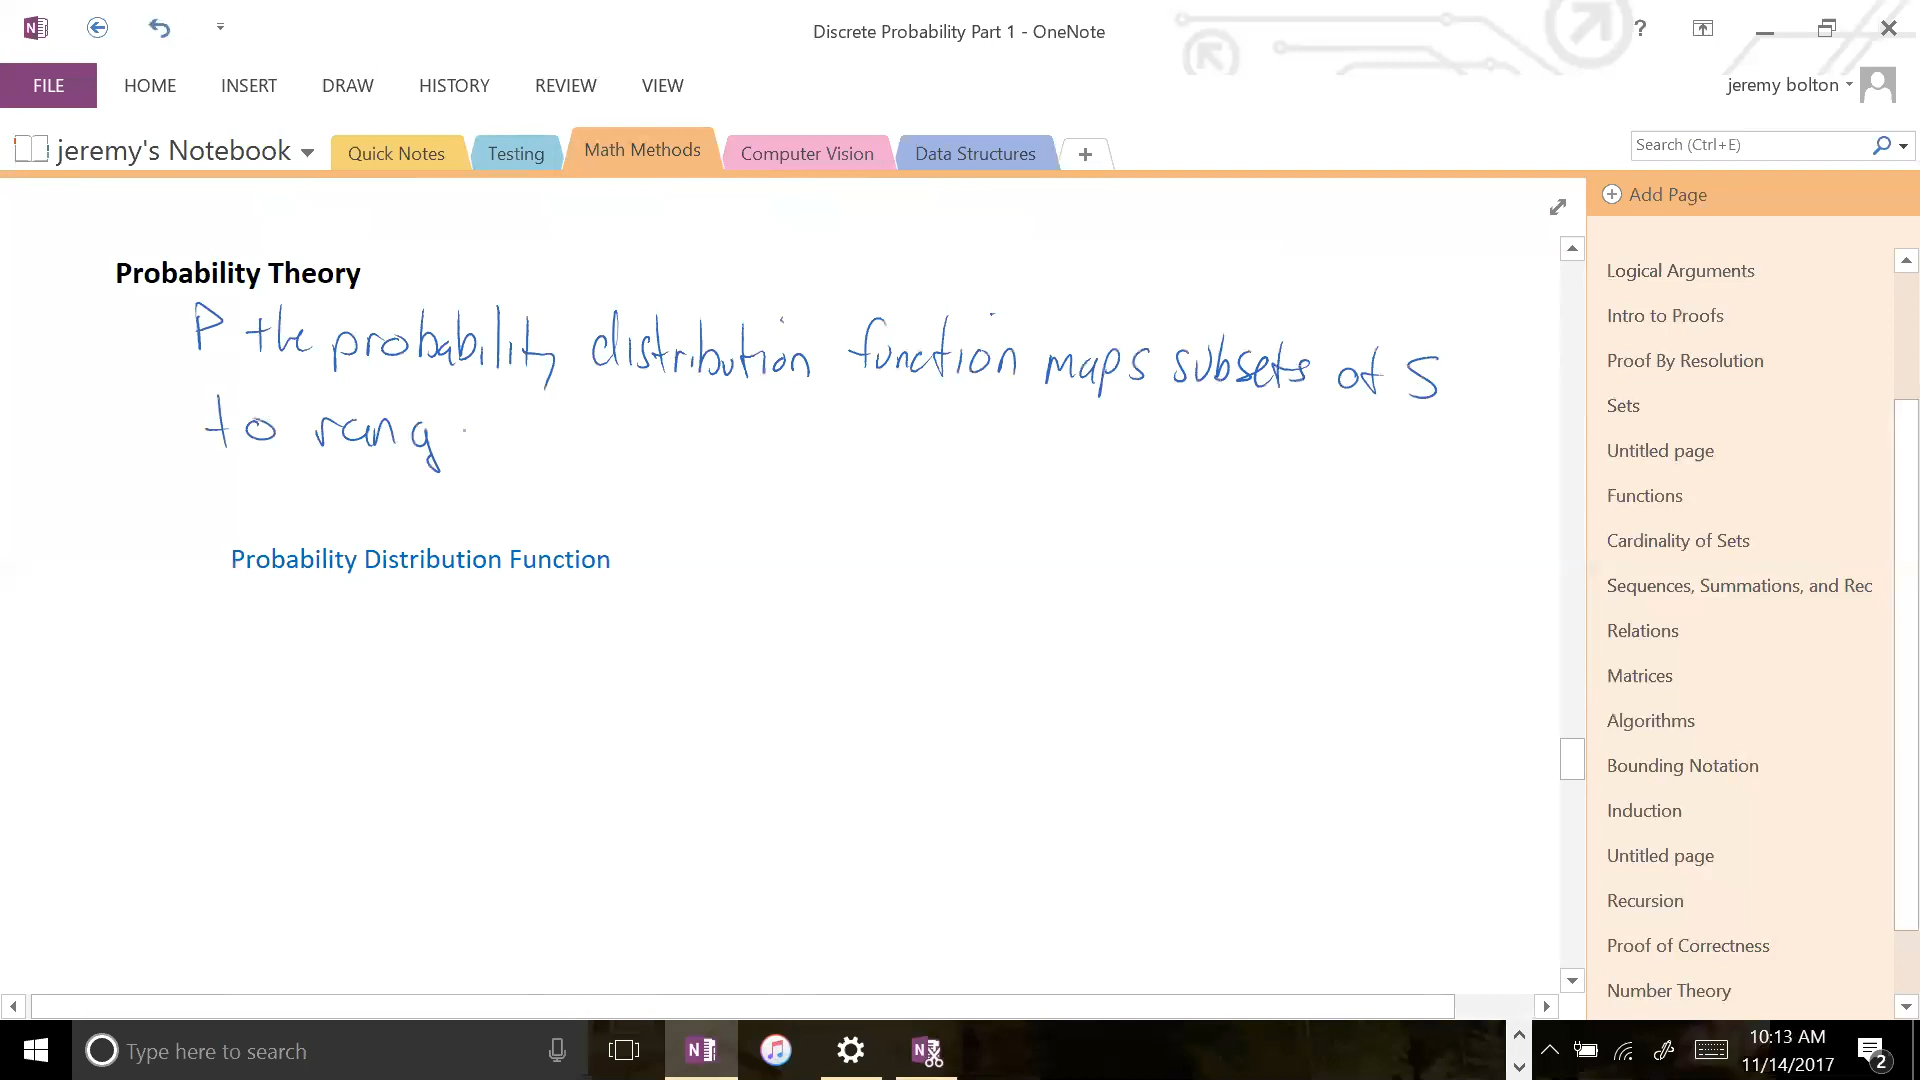 Discrete Probability Part 1 - OneNote
?
FILE HOME INSERT DRAW HISTORY REVIEW VIEW
jeremy bolton
jeremy's Notebook
Quick Notes
Testing
Math Methods
Computer Vision
Data Structures
+
Search (Ctrl+E)
Add Page
Probability Theory
P the probability distribution function maps subsets of S
to rang
Probability Distribution Function
Logical Arguments
Intro to Proofs
Proof By Resolution
Sets
Untitled page
Functions
Cardinality of Sets
Sequences, Summations, and Rec
Relations
Matrices
Algorithms
Bounding Notation
Induction
Untitled page
Recursion
Proof of Correctness
Number Theory
Type here to search
10:13 AM
11/14/2017
2